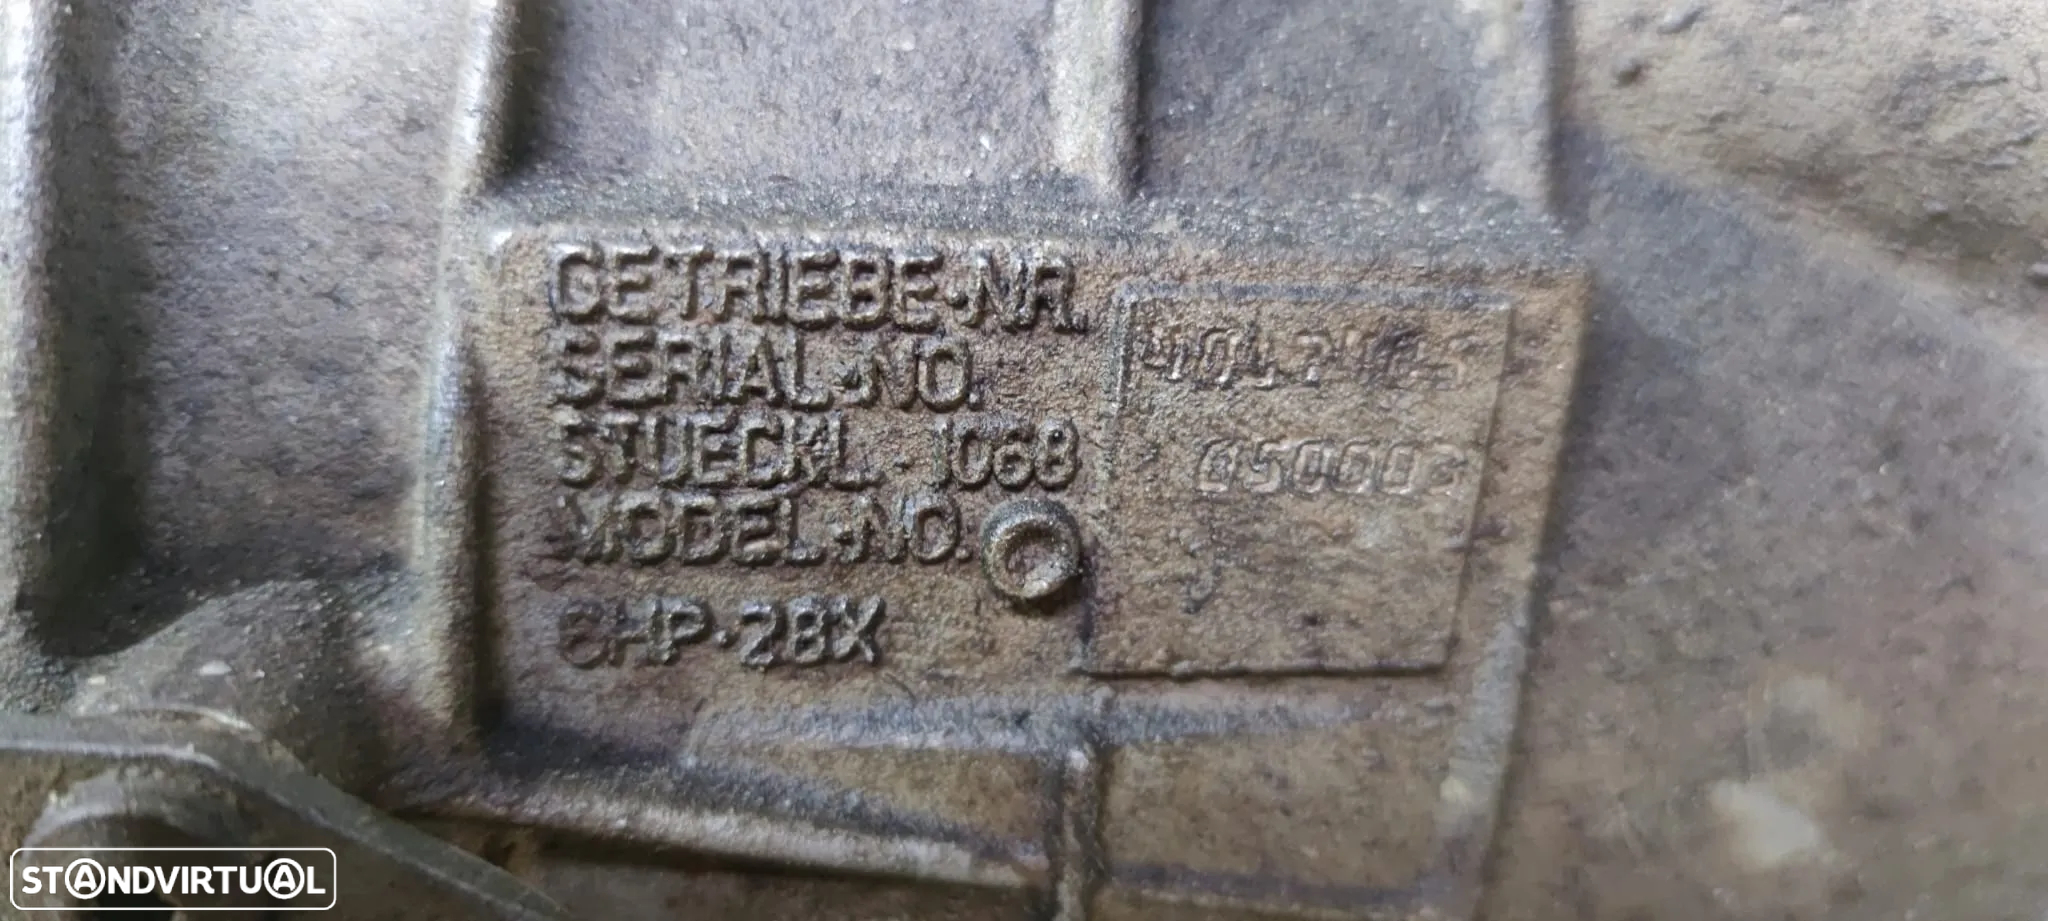 GETRIEBE-NR.
SERIAL-NO.
STUECKL.-1068
MODEL-NO.
6HP-28X
STANDVIRTUAL